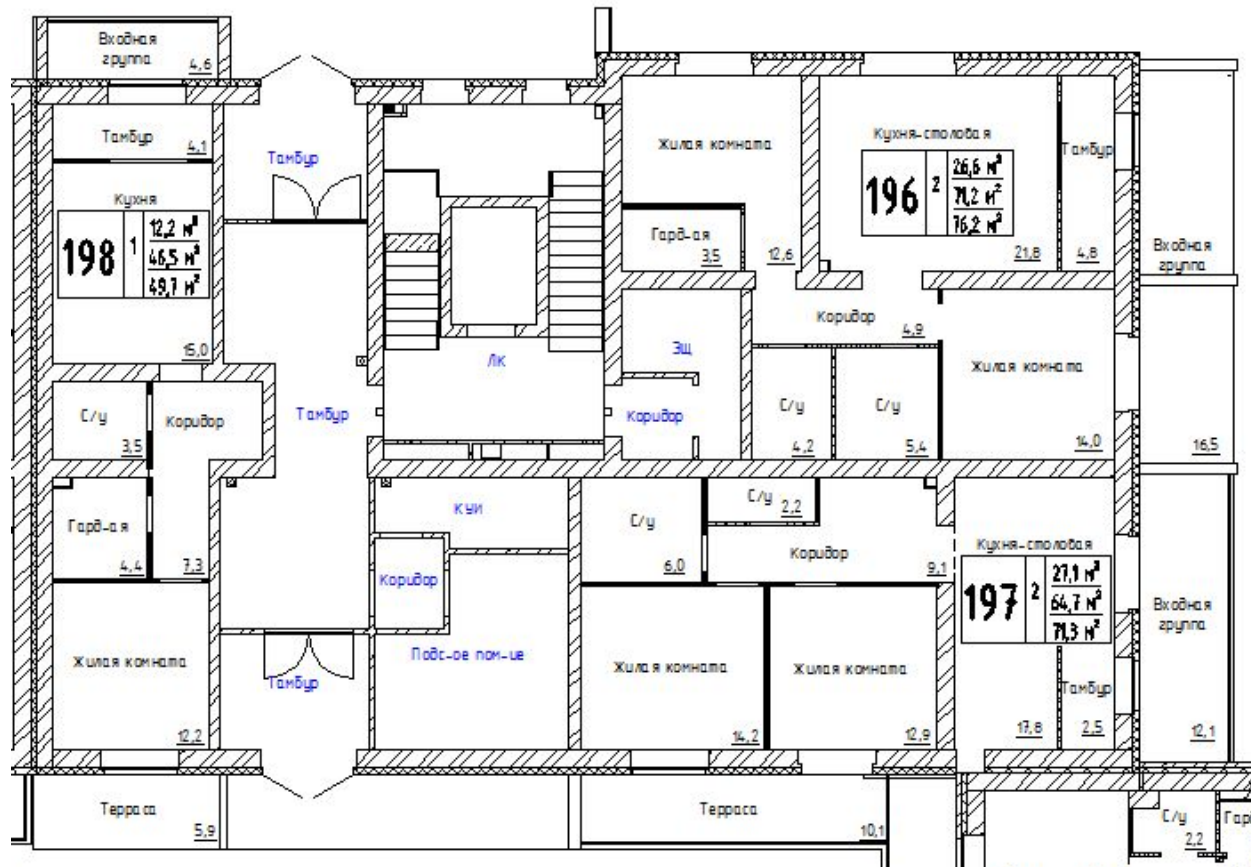 Входная
группа
4,6
Тамбур
4,1
Кухня
198
1
12,2 м²
46,5 м²
49,7 м²
15,0
С/у
3,5
Коридор
Гард-ая
4,4
7,3
Жилая комната
12,2
Терраса
5,9
Тамбур
Тамбур
Тамбур
ЛК
ЭЩ
Коридор
КУИ
Коридор
Подс-ое пом-ие
Жилая комната
12,6
Гард-ая
3,5
Кухня-столовая
196
2
26,6 м²
71,2 м²
76,2 м²
21,8
Тамбур
4,8
Входная
группа
16,5
Коридор
4,9
С/у
4,2
С/у
5,4
Жилая комната
14,0
С/у
6,0
С/у
2,2
Коридор
9,1
Кухня-столовая
197
2
27,1 м²
64,7 м²
71,3 м²
17,8
Тамбур
2,5
Входная
группа
12,1
Жилая комната
14,2
Жилая комната
12,9
Терраса
10,1
С/у
2,2
Гар